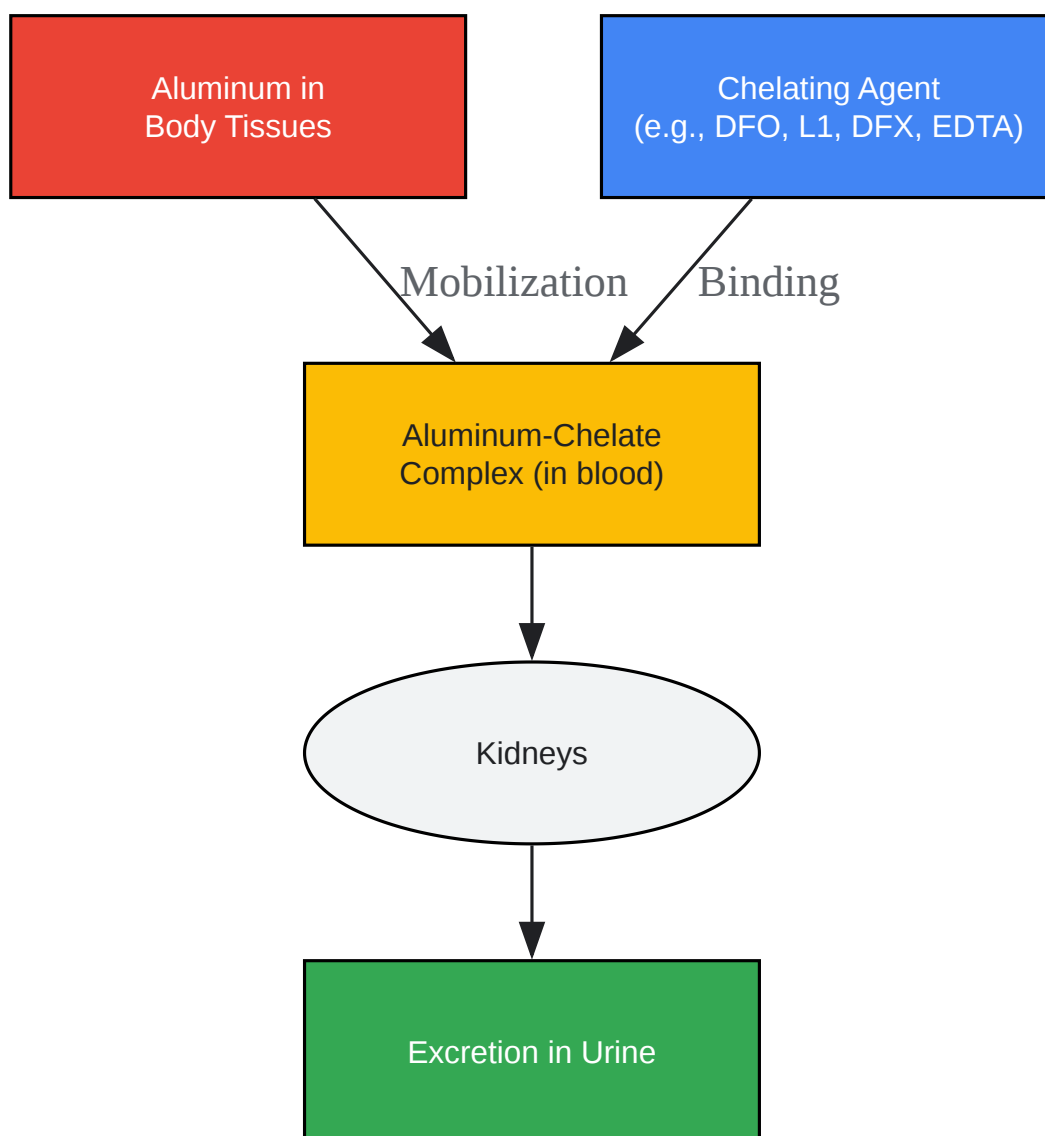 Aluminum in
Body Tissues
Chelating Agent
(e.g., DFO, L1, DFX, EDTA)
Mobilization
Binding
Aluminum-Chelate
Complex (in blood)
Kidneys
Excretion in Urine